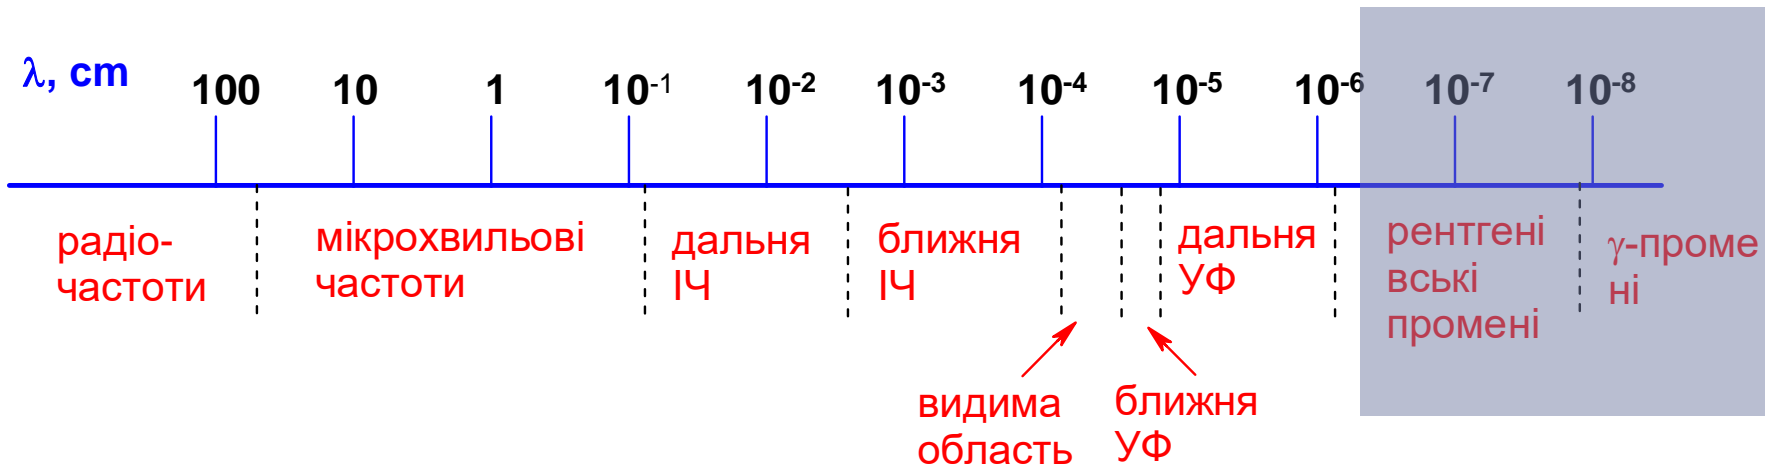 λ, cm 100 10 1 10⁻¹ 10⁻² 10⁻³ 10⁻⁴ 10⁻⁵ 10⁻⁶ 10⁻⁷ 10⁻⁸
радіо-
частоти
мікрохвильові
частоти
дальня
ІЧ
ближня
ІЧ
видима
область
ближня
УФ
дальня
УФ
рентгені
вські
промені
γ-проме
ні